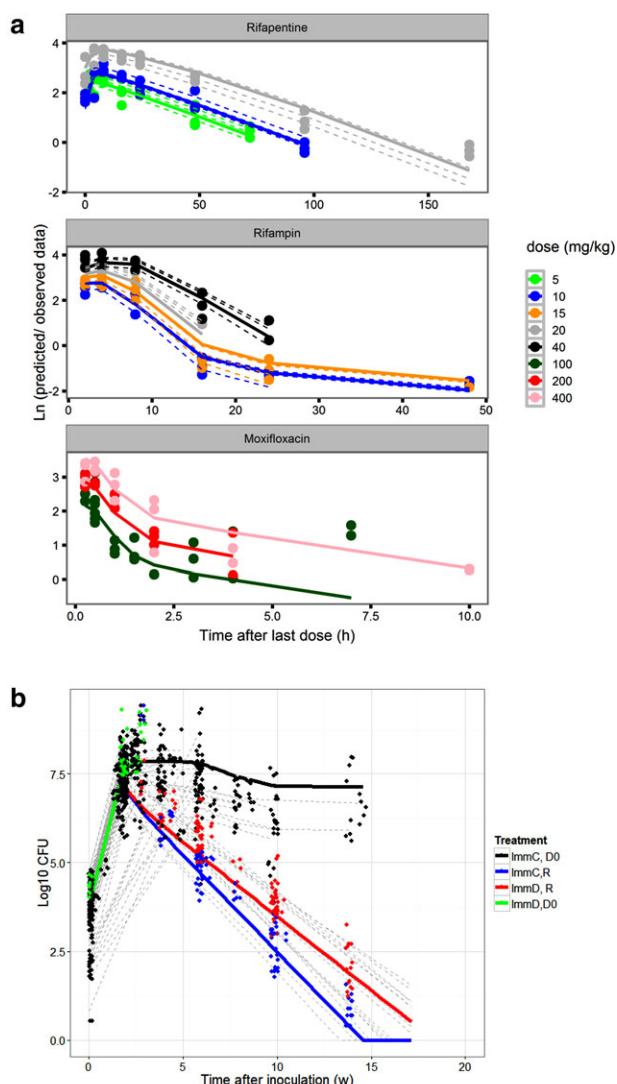 a
Rifapentine
4
2
0
-2
0
50
100
150
Rifampin
4
2
0
-2
0
10
20
30
40
50
Ln (predicted/ observed data)
dose (mg/kg)
5
10
15
20
40
100
200
400
Moxifloxacin
3
2
1
0
0.0
2.5
5.0
7.5
10.0
Time after last dose (h)
b
Log10 CFU
7.5
5.0
2.5
0.0
0
5
10
15
20
Time after inoculation (w)
Treatment
ImmC, D0
ImmC,R
ImmD, R
ImmD,D0